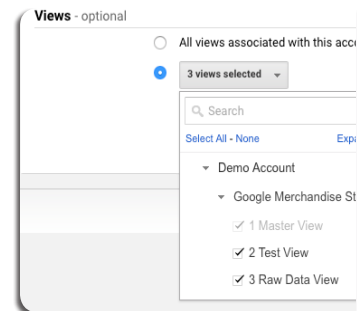 Views - optional
All views associated with this acc
3 views selected
Search
Select All - None Expa
Demo Account
Google Merchandise St
1 Master View
2 Test View
3 Raw Data View